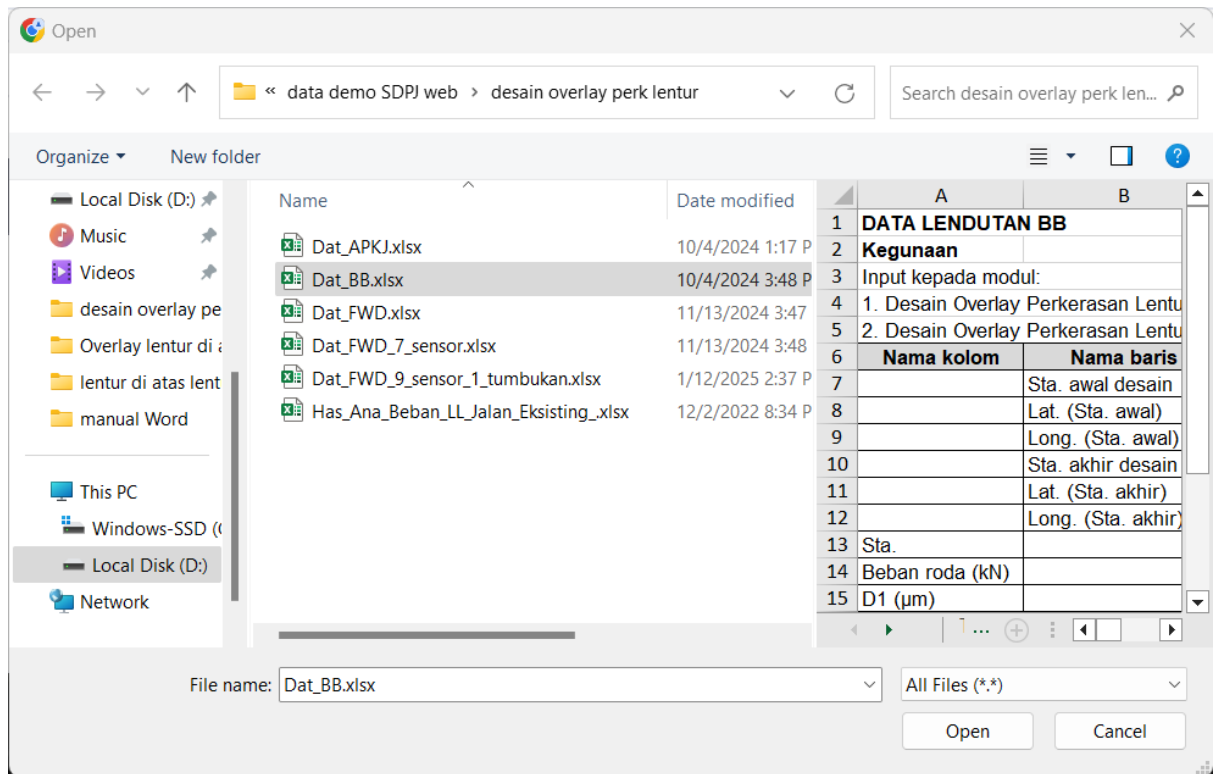 Open
« data demo SDPJ web > desain overlay perk lentur
Search desain overlay perk len...
Organize New folder
Local Disk (D:)
Music
Videos
desain overlay pe
Overlay lentur di a
lentur di atas lent
manual Word
This PC
Windows-SSD (
Local Disk (D:)
Network
Name Date modified
Dat_APKJ.xlsx 10/4/2024 1:17 P
Dat_BB.xlsx 10/4/2024 3:48 P
Dat_FWD.xlsx 11/13/2024 3:47
Dat_FWD_7_sensor.xlsx 11/13/2024 3:48
Dat_FWD_9_sensor_1_tumbukan.xlsx 1/12/2025 2:37 P
Has_Ana_Beban_LL_Jalan_Eksisting_.xlsx 12/2/2022 8:34 P
A B
1 DATA LENDUTAN BB
2 Kegunaan
3 Input kepada modul:
4 1. Desain Overlay Perkerasan Lentu
5 2. Desain Overlay Perkerasan Lentu
6 Nama kolom Nama baris
7 Sta. awal desain
8 Lat. (Sta. awal)
9 Long. (Sta. awal)
10 Sta. akhir desain
11 Lat. (Sta. akhir)
12 Long. (Sta. akhir)
13 Sta.
14 Beban roda (kN)
15 D1 (μm)
...
File name: Dat_BB.xlsx All Files (*.*)
Open Cancel